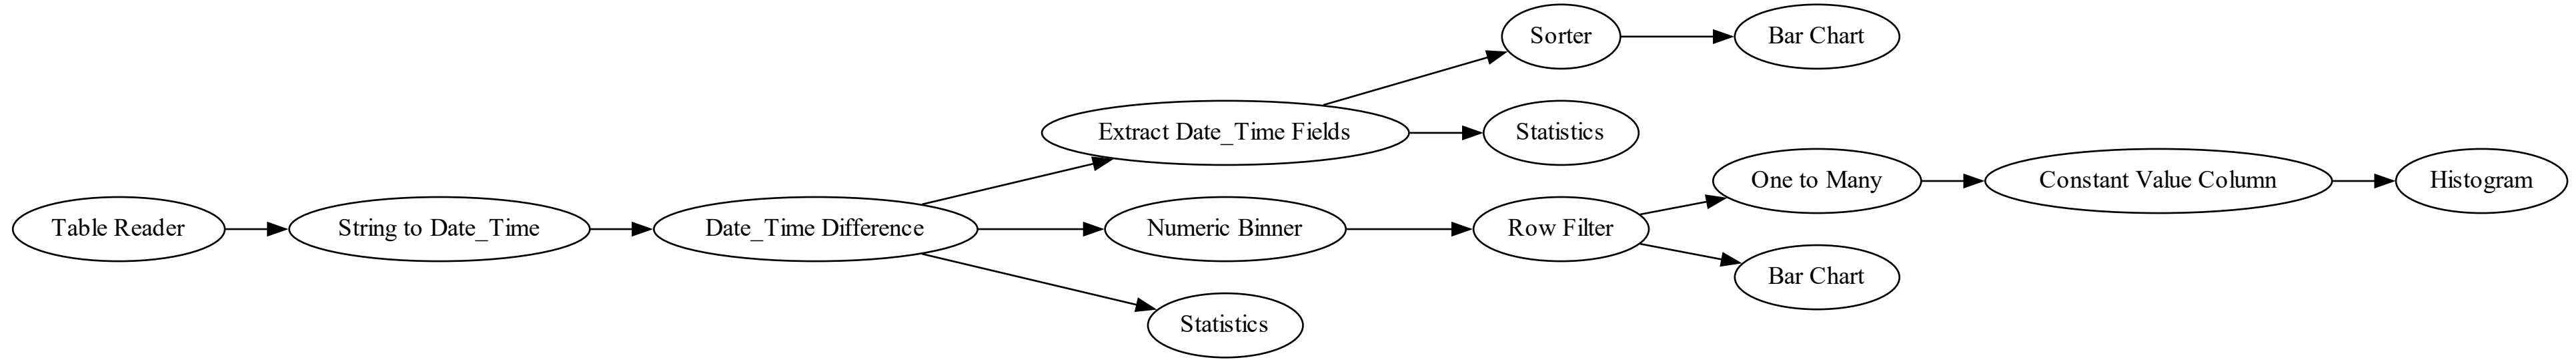 Table Reader
String to Date_Time
Date_Time Difference
Extract Date_Time Fields
Sorter
Bar Chart
Statistics
Numeric Binner
Row Filter
One to Many
Constant Value Column
Histogram
Bar Chart
Statistics